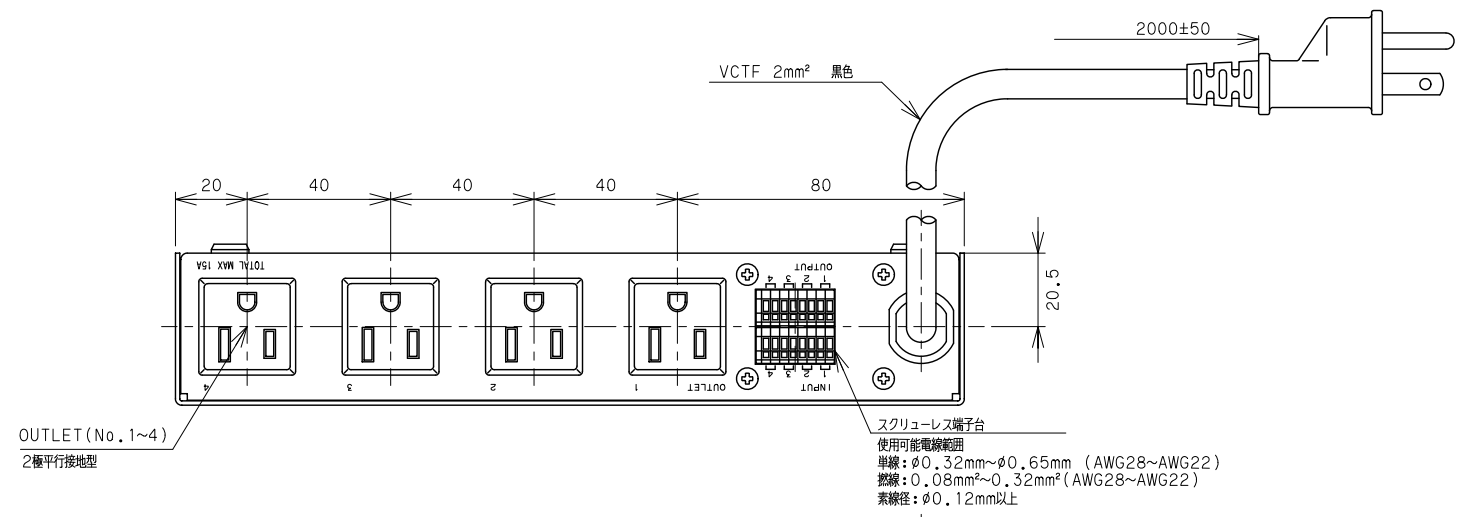 2000±50
VCTF 2mm² 黒色
20 40 40 40 80
20.5
TOTAL MAX 15A
OUTPUT
4 3 2 1
4 3 2 1
4 3 2 1 OUTLET
INPUT
OUTLET(No.1~4)
2極平行接地型
スクリューレス端子台
使用可能電線範囲
単線:φ0.32mm~φ0.65mm (AWG28~AWG22)
撚線:0.08mm²~0.32mm²(AWG28~AWG22)
素線径:φ0.12mm以上